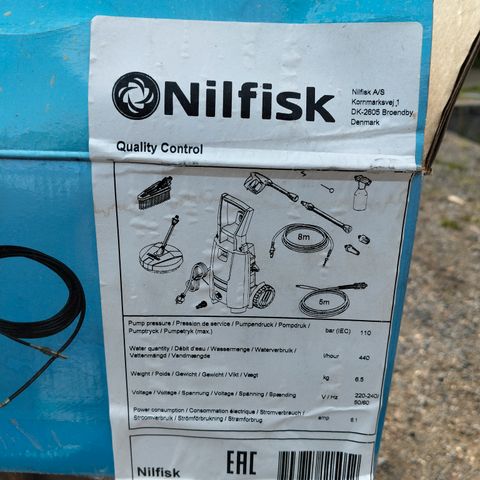 Nilfisk
Nilfisk A/S
Kornmarksvej 1
DK-2605 Broendby
Denmark
Quality Control
8m
5m
Pump pressure / Pression de service / Pumpendruck / Pompdruk /
Pumptryck / Pumpetryk (max.)
bar (IEC) 110
Water quantity / Débit d'eau / Wassermenge / Waterverbruik /
Vattenmängd / Vandmængde
l/hour 440
Weight / Poids / Gewicht / Gewicht / Vikt / Vægt
kg 6.5
Voltage / Voltage / Spannung / Voltage / Spänning / Spænding
V / Hz 220-240/
50/60
Power consumption / Consommation électrique / Stromverbrauch /
Stroomverbruik / Strömförbrukning / Strømforbrug
amp 6.1
Nilfisk
EAC